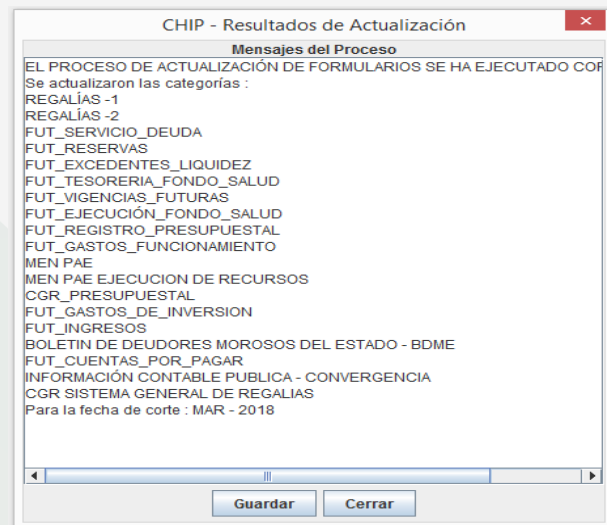 CHIP - Resultados de Actualización
Mensajes del Proceso
EL PROCESO DE ACTUALIZACIÓN DE FORMULARIOS SE HA EJECUTADO
Se actualizaron las categorías :
REGALÍAS -1
REGALÍAS -2
FUT_SERVICIO_DEUDA
FUT_RESERVAS
FUT_EXCEDENTES_LIQUIDEZ
FUT_TESORERIA_FONDO_SALUD
FUT_VIGENCIAS_FUTURAS
FUT_EJECUCIÓN_FONDO_SALUD
FUT_REGISTRO_PRESUPUESTAL
FUT_GASTOS_FUNCIONAMIENTO
MEN PAE
MEN PAE EJECUCION DE RECURSOS
CGR_PRESUPUESTAL
FUT_GASTOS_DE_INVERSION
FUT_INGRESOS
BOLETIN DE DEUDORES MOROSOS DEL ESTADO - BDME
FUT_CUENTAS_POR_PAGAR
INFORMACIÓN CONTABLE PUBLICA - CONVERGENCIA
CGR SISTEMA GENERAL DE REGALIAS
Para la fecha de corte : MAR - 2018
Guardar Cerrar